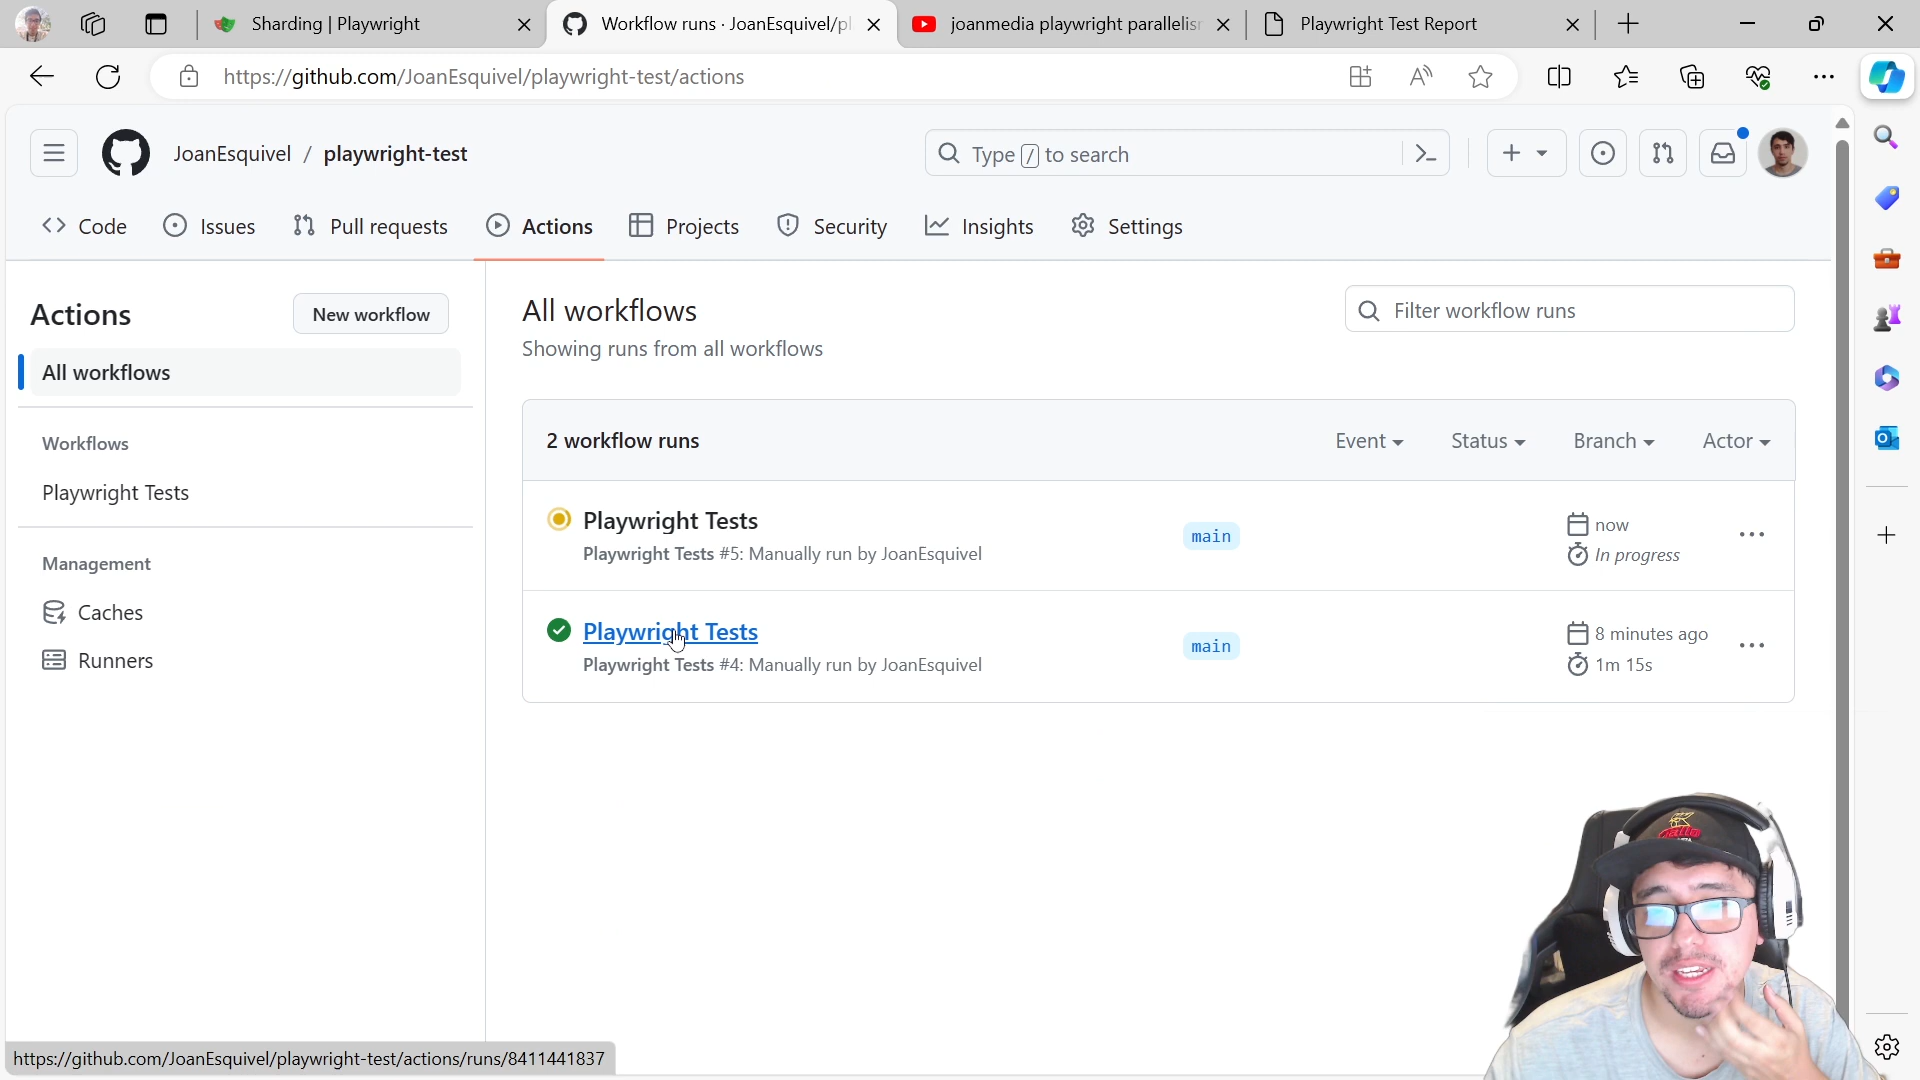 Sharding | Playwright
Workflow runs · JoanEsquivel/pl
joanmedia playwright parallelis
Playwright Test Report
https://github.com/JoanEsquivel/playwright-test/actions
JoanEsquivel / playwright-test
Type / to search
Code
Issues
Pull requests
Actions
Projects
Security
Insights
Settings
Actions
New workflow
All workflows
Workflows
Playwright Tests
Management
Caches
Runners
All workflows
Showing runs from all workflows
Filter workflow runs
2 workflow runs
Event
Status
Branch
Actor
Playwright Tests
Playwright Tests #5: Manually run by JoanEsquivel
main
now
In progress
Playwright Tests
Playwright Tests #4: Manually run by JoanEsquivel
main
8 minutes ago
1m 15s
https://github.com/JoanEsquivel/playwright-test/actions/runs/8411441837